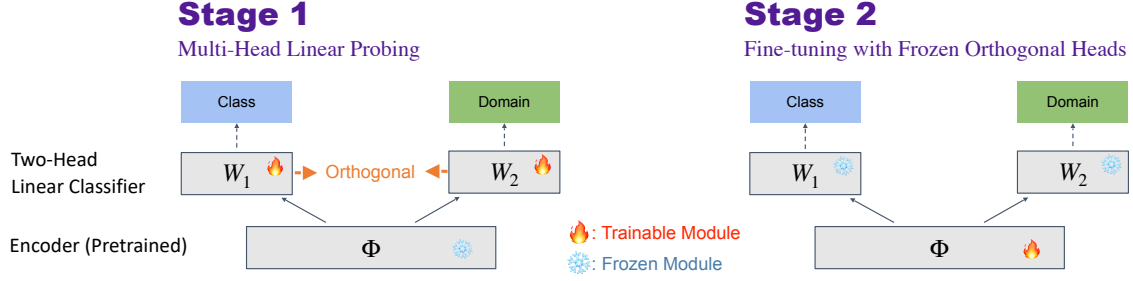 Stage 1
Multi-Head Linear Probing
Class
Domain
Two-Head
Linear Classifier
W1
Orthogonal
W2
Encoder (Pretrained)
Φ
: Trainable Module
: Frozen Module
Stage 2
Fine-tuning with Frozen Orthogonal Heads
Class
Domain
W1
W2
Φ